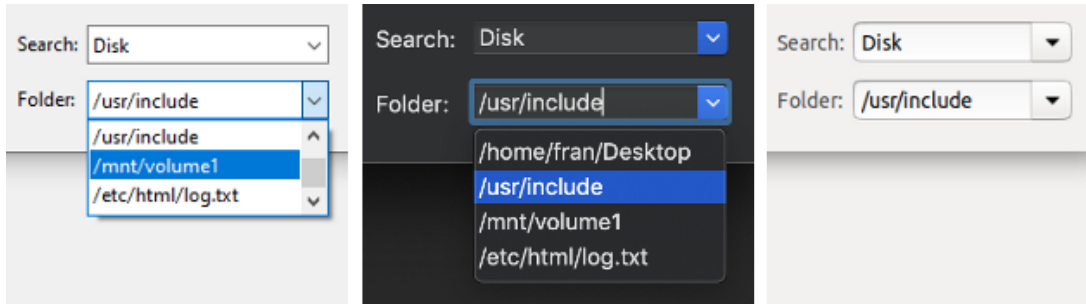 Search: Disk
Folder: /usr/include
/usr/include
/mnt/volume1
/etc/html/log.txt
Search: Disk
Folder: /usr/include
/home/fran/Desktop
/usr/include
/mnt/volume1
/etc/html/log.txt
Search: Disk
Folder: /usr/include